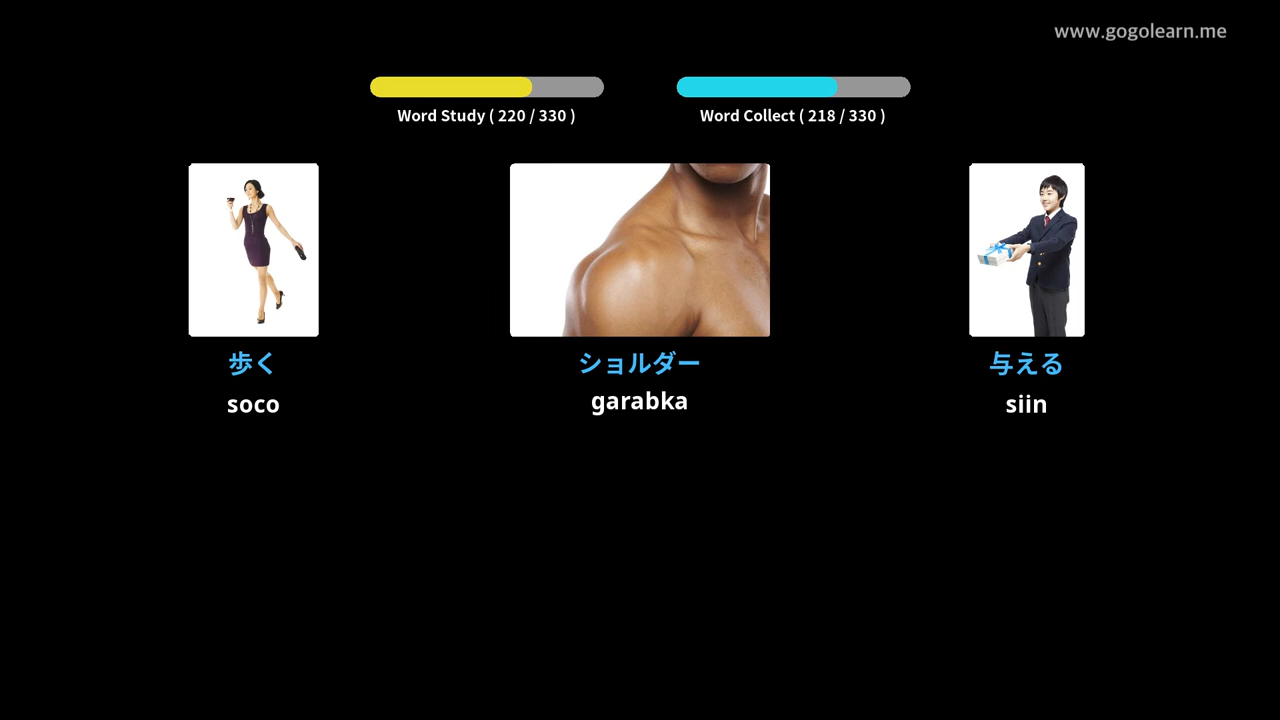 www.gogolearn.me
Word Study ( 220 / 330 )
Word Collect ( 218 / 330 )
歩く
ショルダー
与える
soco
garabka
siin